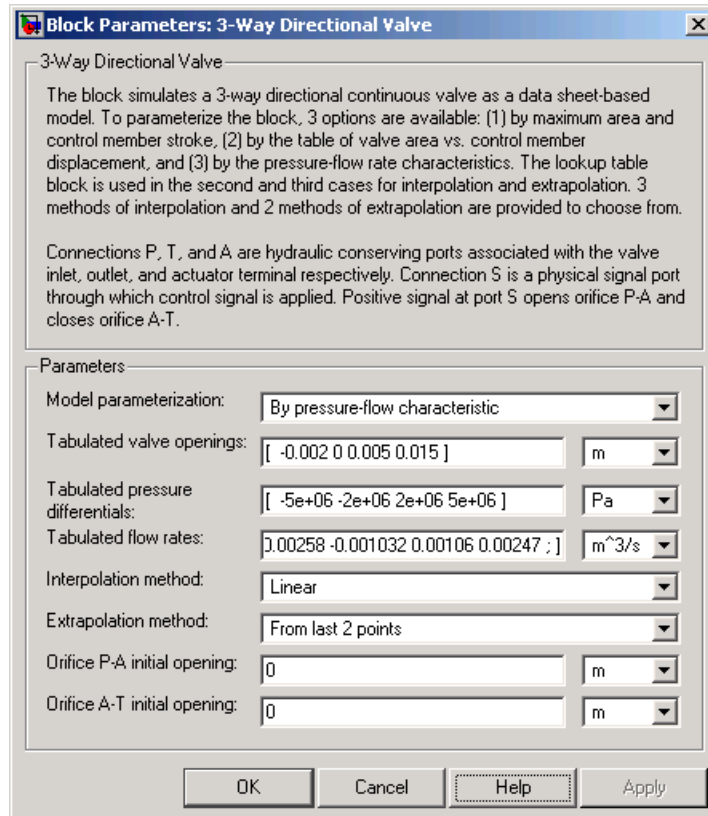 Block Parameters: 3-Way Directional Valve
3-Way Directional Valve
The block simulates a 3-way directional continuous valve as a data sheet-based
model. To parameterize the block, 3 options are available: (1) by maximum area and
control member stroke, (2) by the table of valve area vs. control member
displacement, and (3) by the pressure-flow rate characteristics. The lookup table
block is used in the second and third cases for interpolation and extrapolation. 3
methods of interpolation and 2 methods of extrapolation are provided to choose from.
Connections P, T, and A are hydraulic conserving ports associated with the valve
inlet, outlet, and actuator terminal respectively. Connection S is a physical signal port
through which control signal is applied. Positive signal at port S opens orifice P-A and
closes orifice A-T.
Parameters
Model parameterization: By pressure-flow characteristic
Tabulated valve openings: [ -0.002 0 0.005 0.015 ] m
Tabulated pressure
differentials: [ -5e+06 -2e+06 2e+06 5e+06 ] Pa
Tabulated flow rates: 0.00258 -0.001032 0.00106 0.00247 ; ] m^3/s
Interpolation method: Linear
Extrapolation method: From last 2 points
Orifice P-A initial opening: 0 m
Orifice A-T initial opening: 0 m
OK Cancel Help Apply